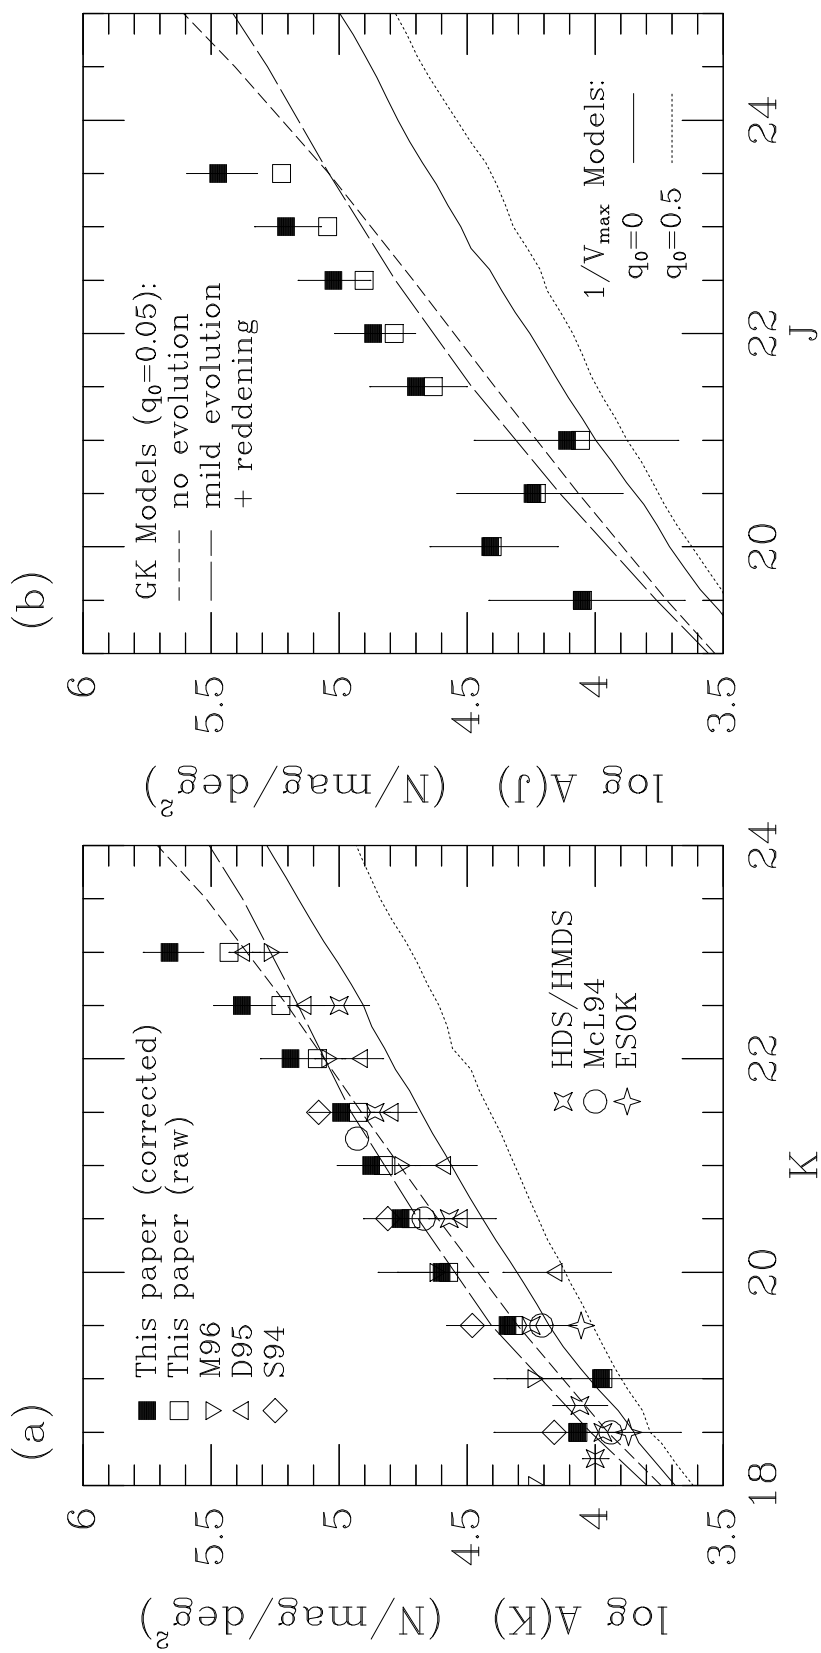 (a)
log A(K) (N/mag/deg²)
6
5.5
5
4.5
4
3.5
This paper (corrected)
This paper (raw)
M96
D95
S94
HDS/HMDS
McL94
ESOK
18
20
22
24
K
(b)
log A(J) (N/mag/deg²)
6
5.5
5
4.5
4
3.5
GK Models (q₀=0.05):
no evolution
mild evolution
+ reddening
1/Vmax Models:
q₀=0
q₀=0.5
20
22
24
J